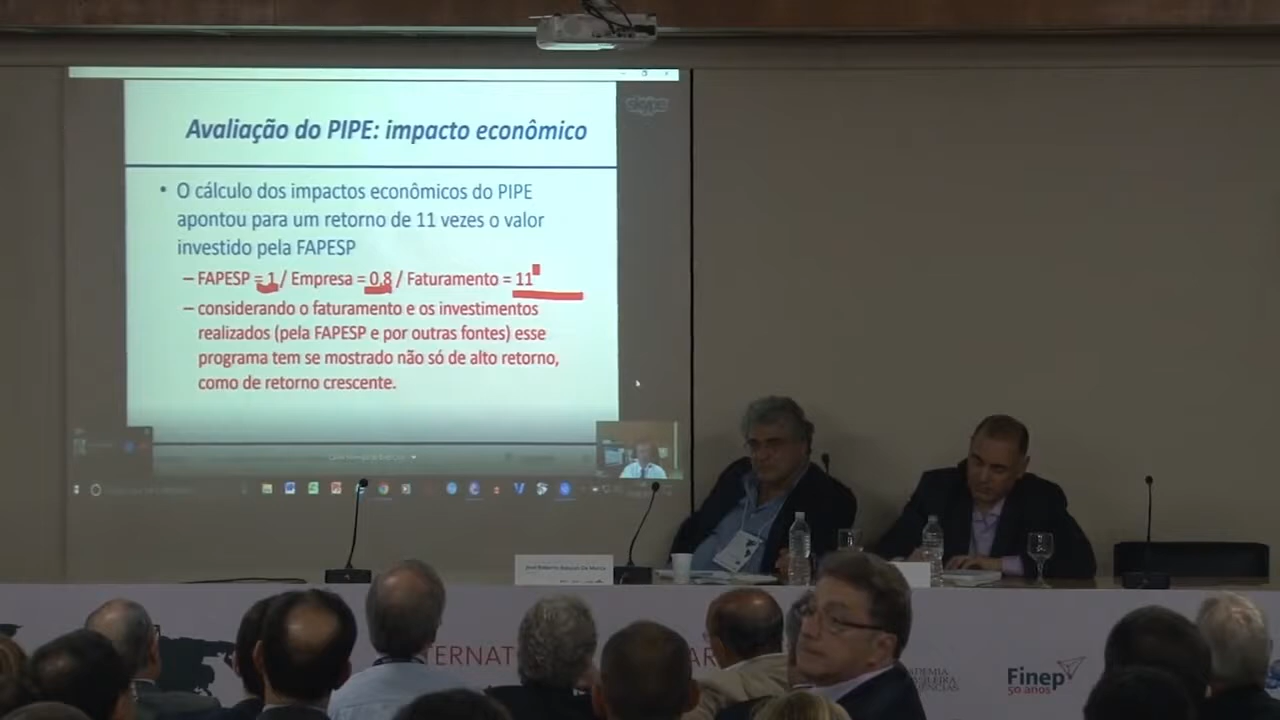 skype
Avaliação do PIPE: impacto econômico
• O cálculo dos impactos econômicos do PIPE
apontou para um retorno de 11 vezes o valor
investido pela FAPESP
– FAPESP = 1 / Empresa = 0,8 / Faturamento = 11
– considerando o faturamento e os investimentos
realizados (pela FAPESP e por outras fontes) esse
programa tem se mostrado não só de alto retorno,
como de retorno crescente.
Finep
50 anos